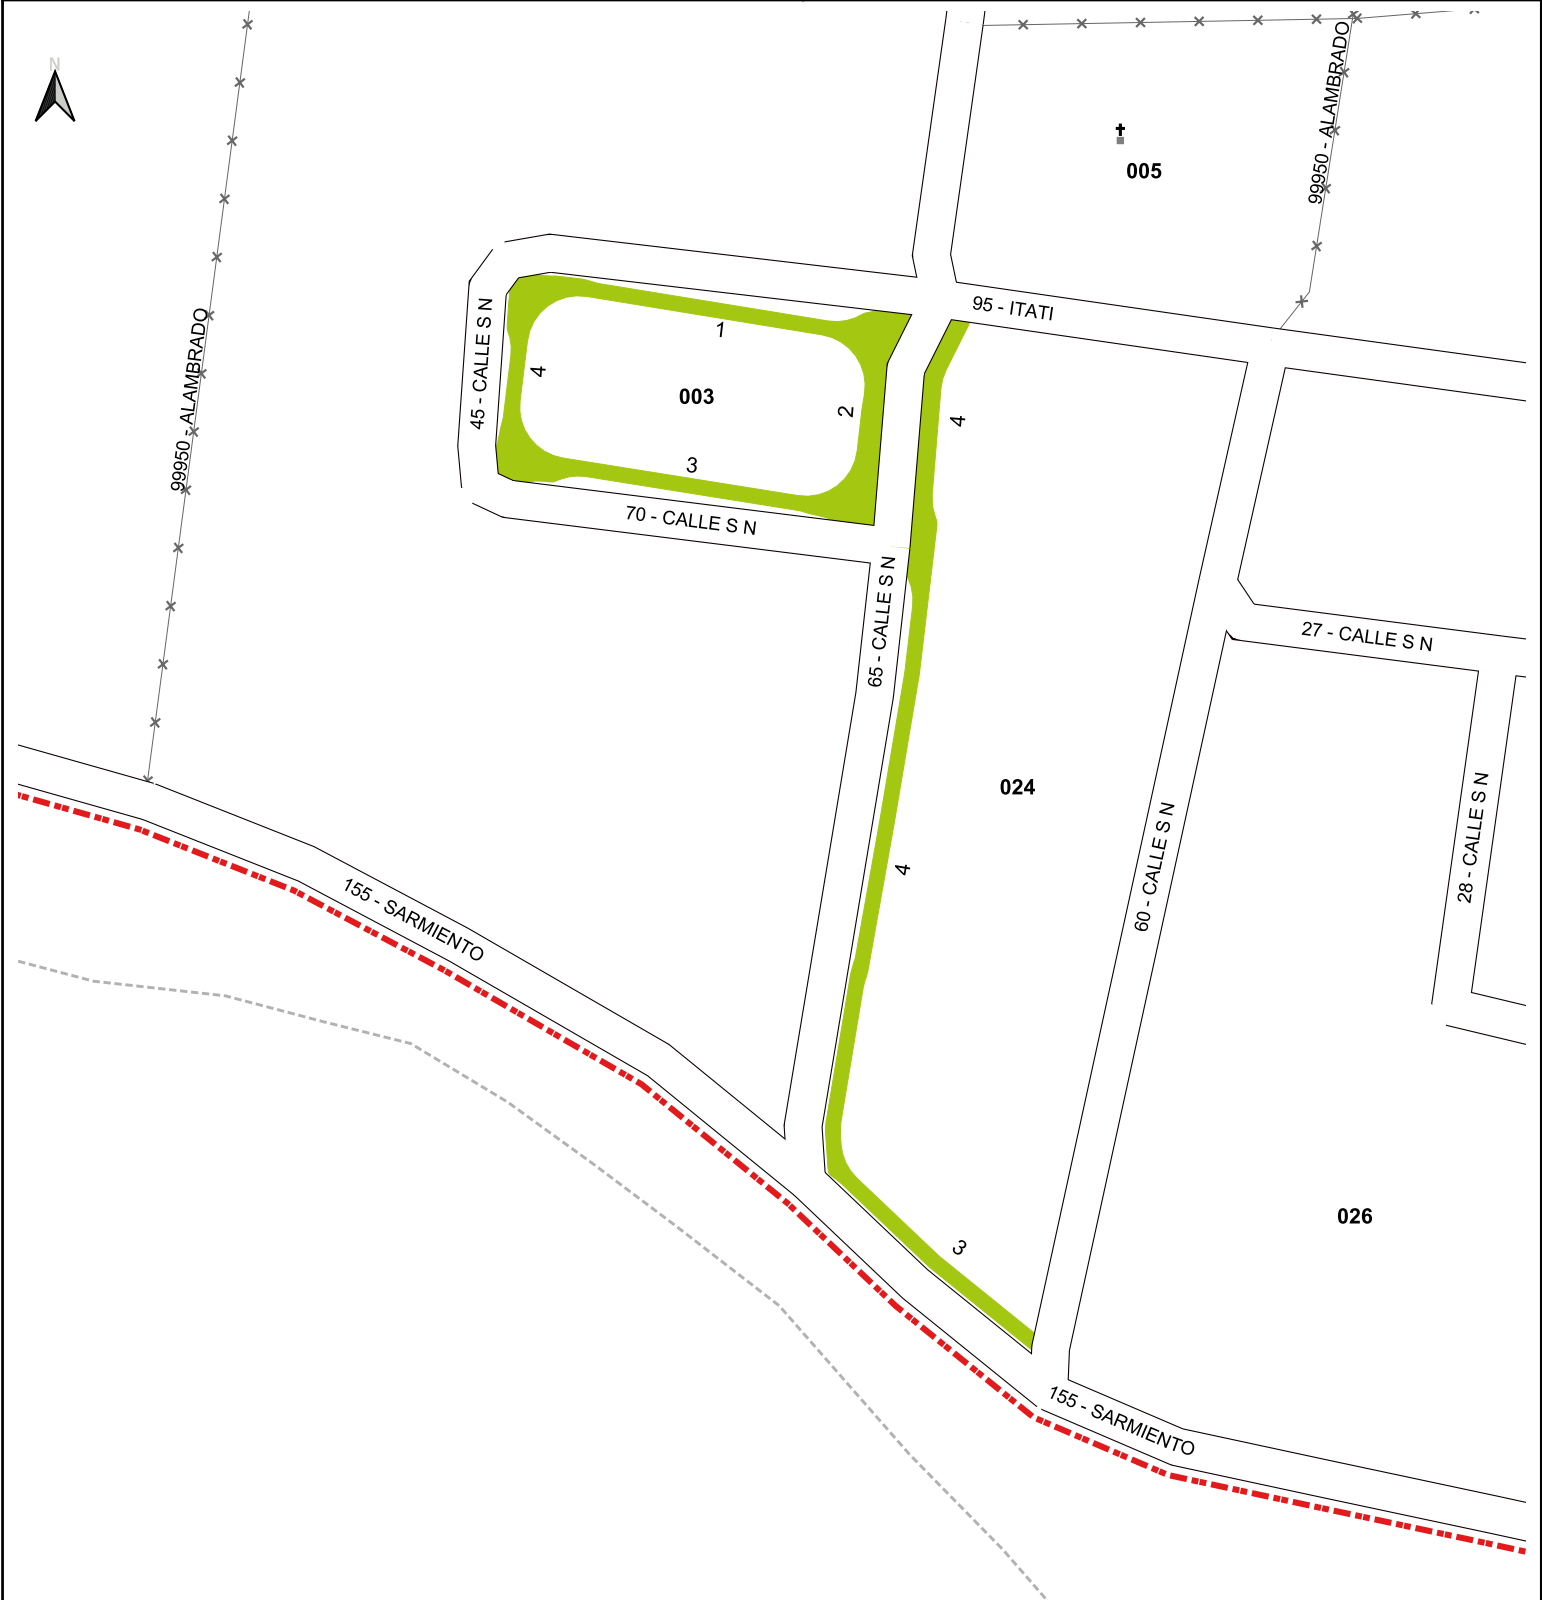 N
99950 - ALAMBRADO
005
95 - ITATI
1
45 - CALLE S N
4
003
2
4
3
99950 - ALAMBRADO
70 - CALLE S N
65 - CALLE S N
27 - CALLE S N
024
28 - CALLE S N
4
60 - CALLE S N
155 - SARMIENTO
026
3
155 - SARMIENTO